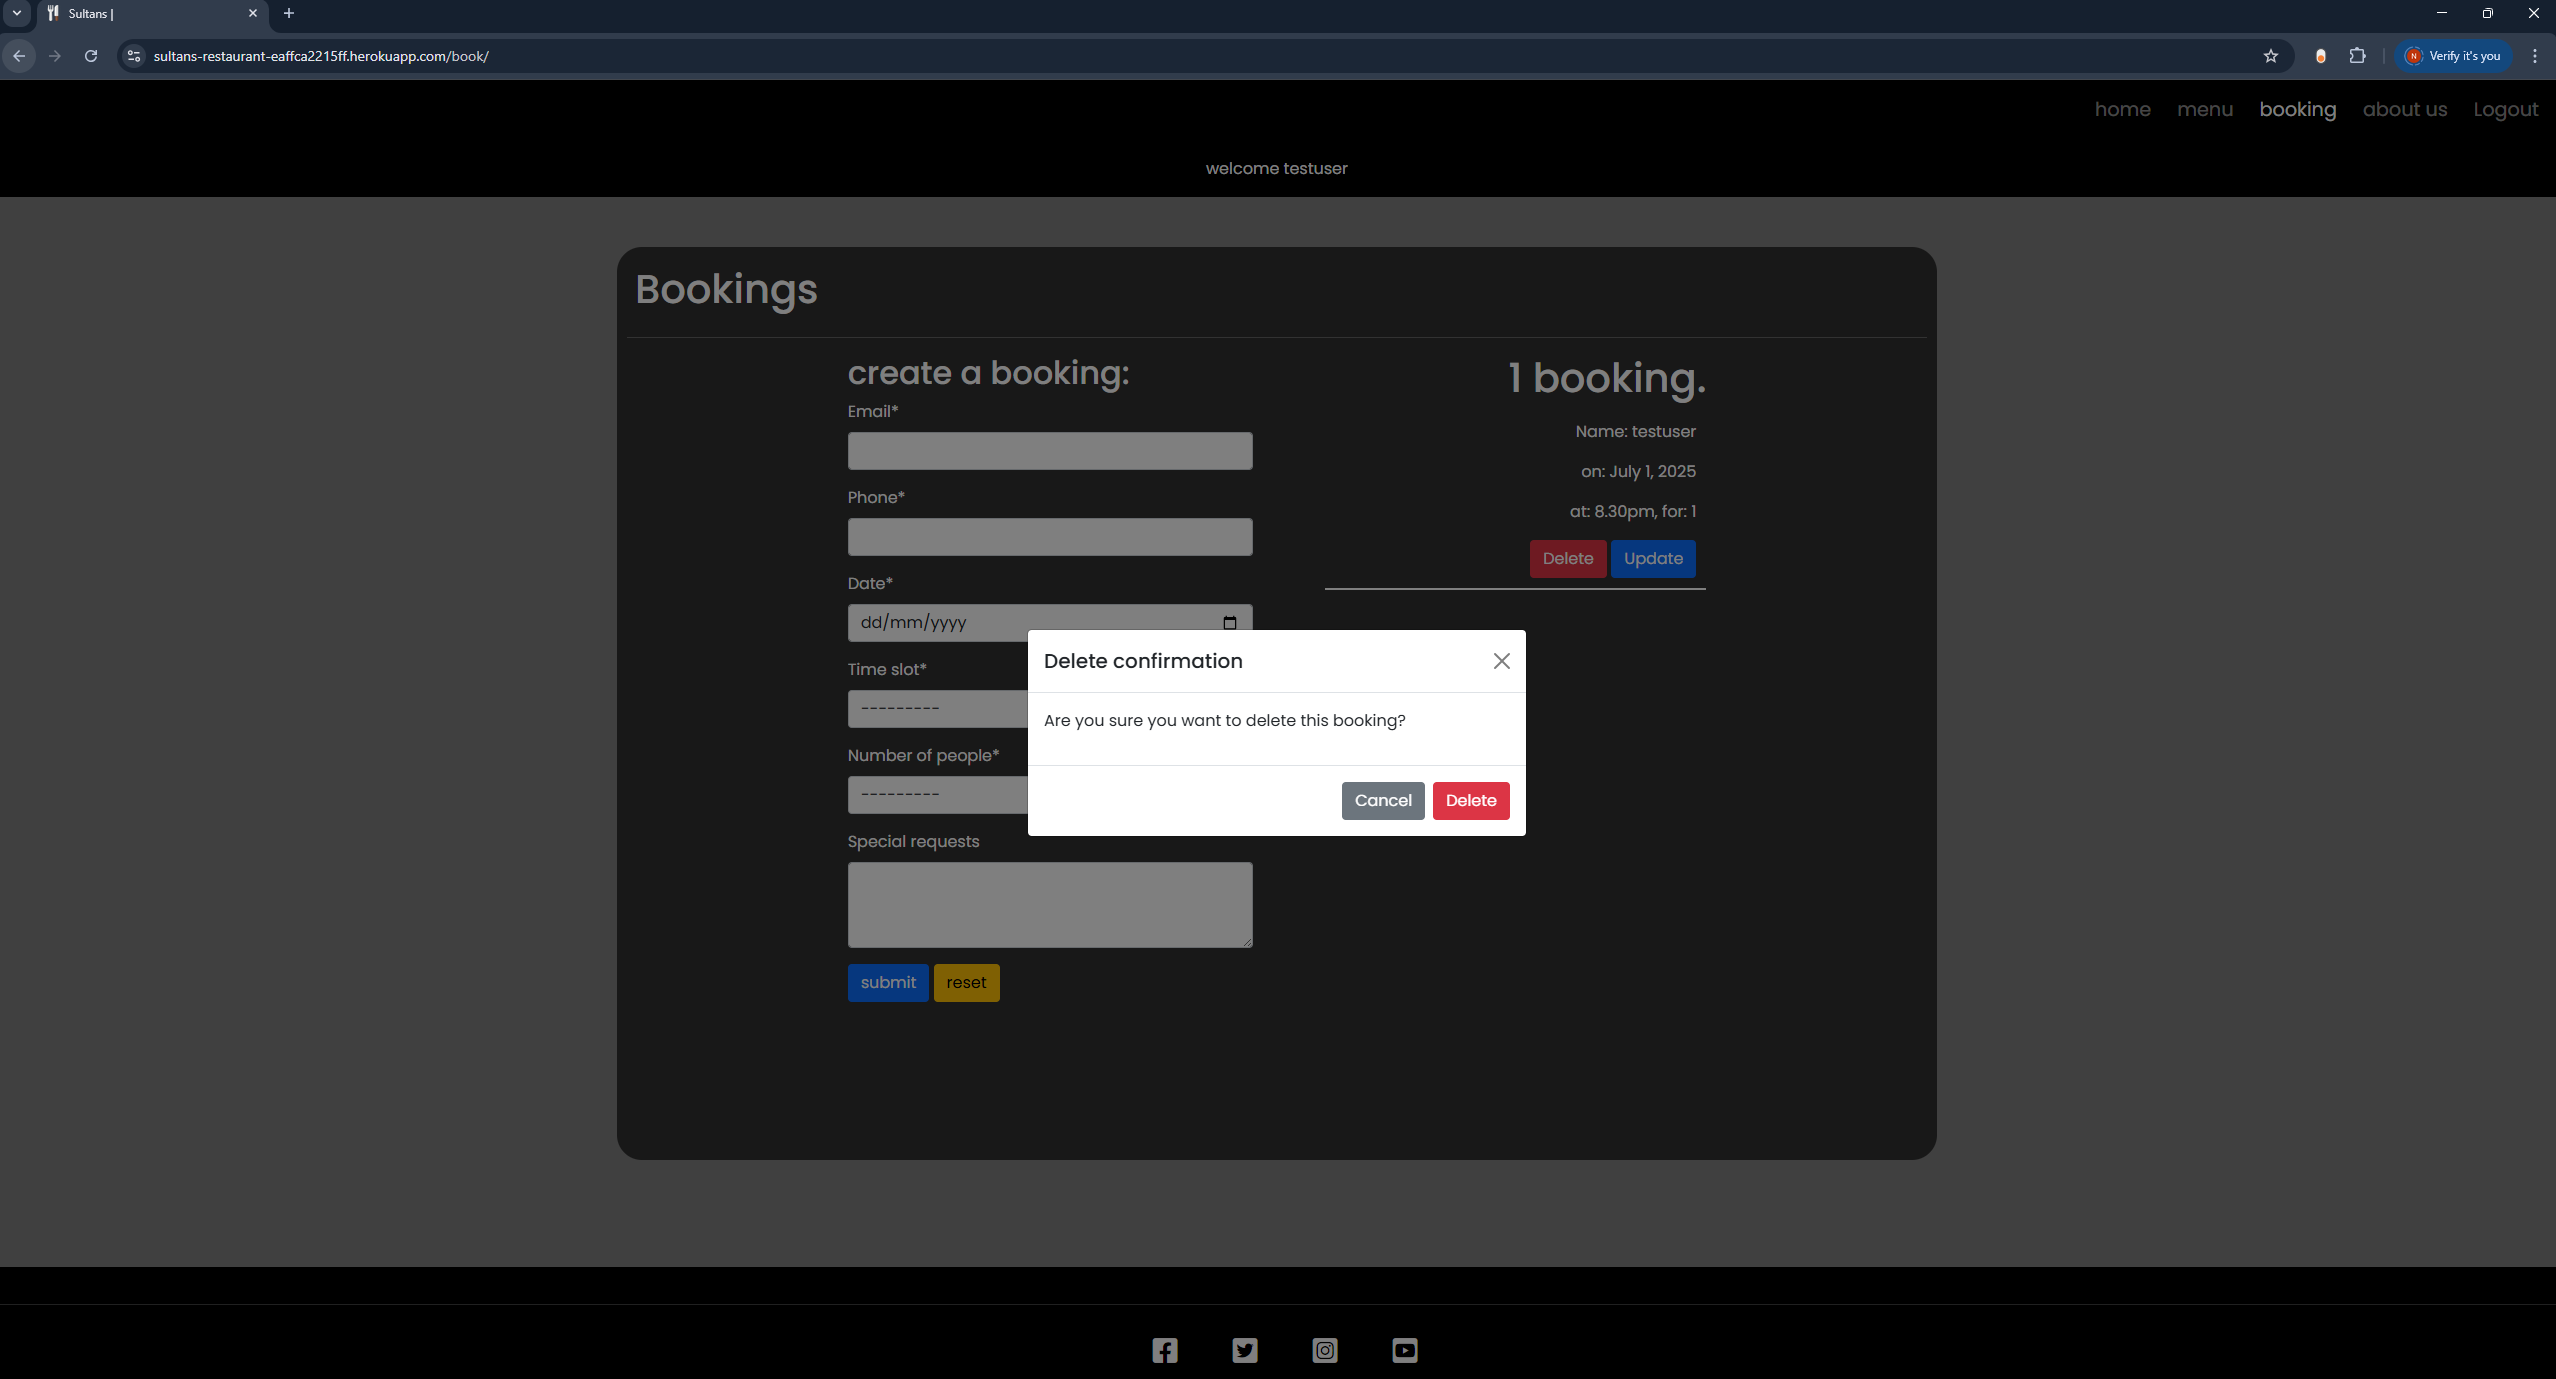 Sultans |
sultans-restaurant-eaffca2215ff.herokuapp.com/book/
N Verify it's you
home menu booking about us Logout
welcome testuser
Bookings
create a booking:
Email*
Phone*
Date*
dd/mm/yyyy
Time slot*
---------
Number of people*
---------
Special requests
submit reset
1 booking.
Name: testuser
on: July 1, 2025
at: 8.30pm, for: 1
Delete Update
Delete confirmation
Are you sure you want to delete this booking?
Cancel Delete